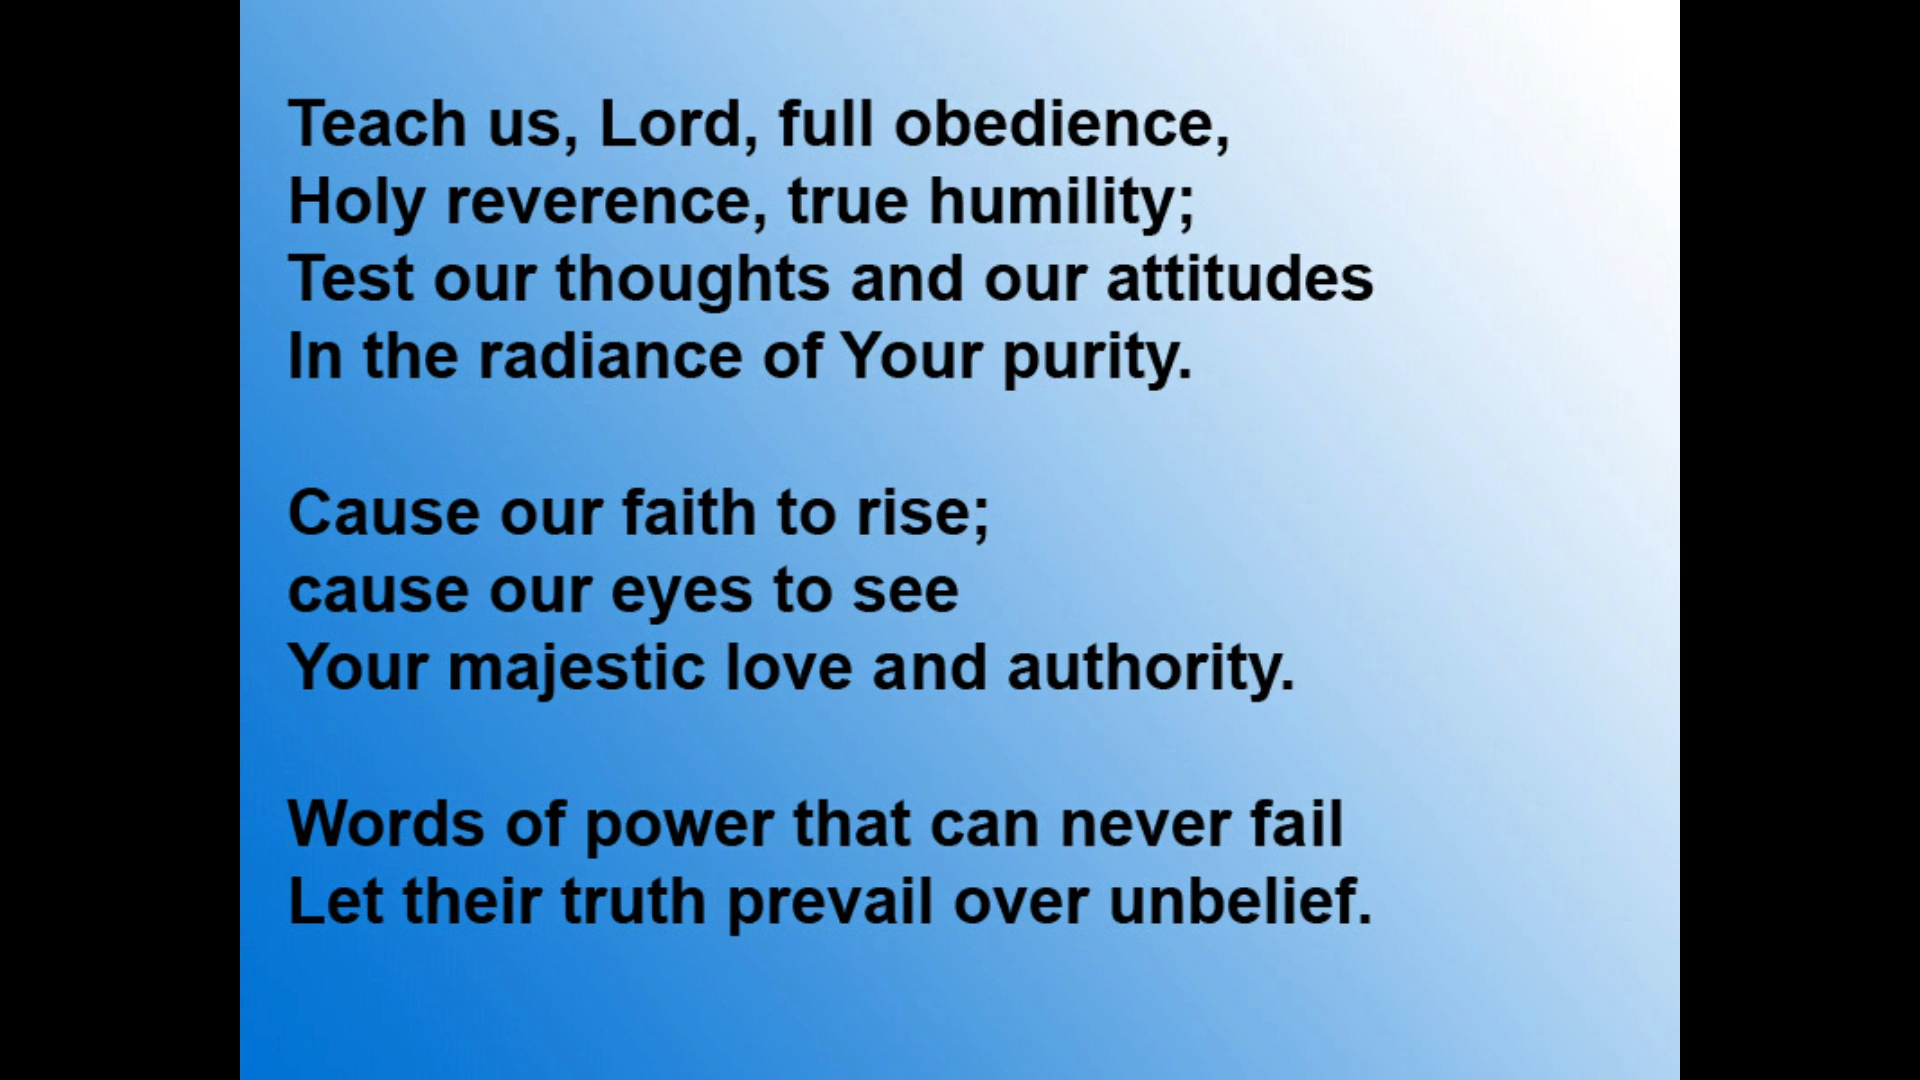 Teach us, Lord, full obedience,
Holy reverence, true humility;
Test our thoughts and our attitudes
In the radiance of Your purity.
Cause our faith to rise;
cause our eyes to see
Your majestic love and authority.
Words of power that can never fail
Let their truth prevail over unbelief.